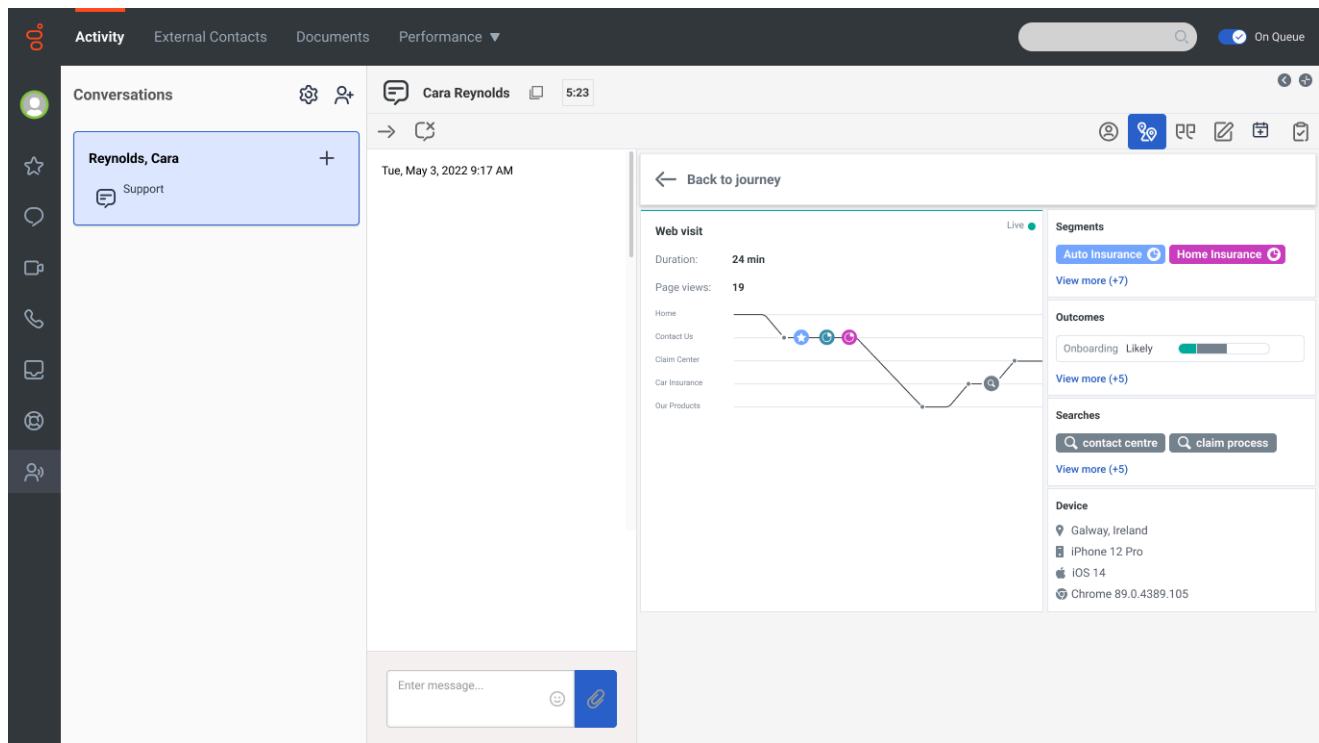 Activity External Contacts Documents Performance ▼ On Queue
Conversations
Reynolds, Cara
Support
Cara Reynolds 5:23
Tue, May 3, 2022 9:17 AM
Enter message...
Back to journey
Web visit Live
Duration: 24 min
Page views: 19
Home
Contact Us
Claim Center
Car Insurance
Our Products
Segments
Auto Insurance Home Insurance
View more (+7)
Outcomes
Onboarding Likely
View more (+5)
Searches
contact centre claim process
View more (+5)
Device
Galway, Ireland
iPhone 12 Pro
iOS 14
Chrome 89.0.4389.105